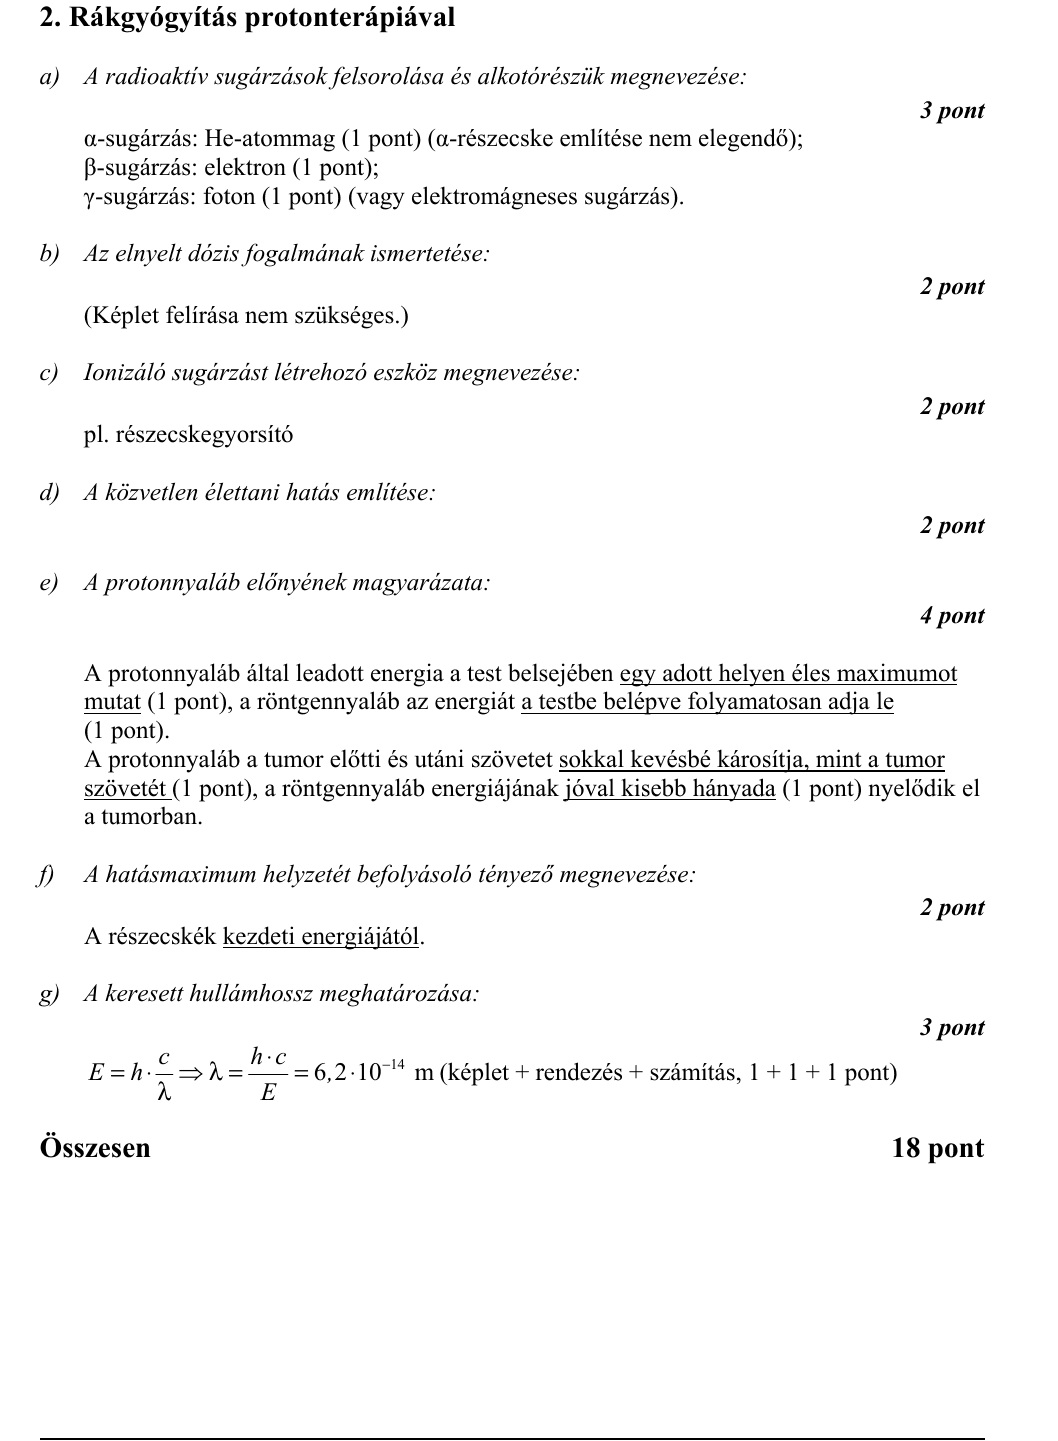 2. Rákgyógyítás protonterápiával
a) A radioaktív sugárzások felsorolása és alkotórészük megnevezése:
3 pont
α-sugárzás: He-atommag (1 pont) (α-részecske említése nem elegendő);
β-sugárzás: elektron (1 pont);
γ-sugárzás: foton (1 pont) (vagy elektromágneses sugárzás).
b) Az elnyelt dózis fogalmának ismertetése:
2 pont
(Képlet felírása nem szükséges.)
c) Ionizáló sugárzást létrehozó eszköz megnevezése:
2 pont
pl. részecskegyorsító
d) A közvetlen élettani hatás említése:
2 pont
e) A protonnyaláb előnyének magyarázata:
4 pont
A protonnyaláb által leadott energia a test belsejében egy adott helyen éles maximumot
mutat (1 pont), a röntgennyaláb az energiát a testbe belépve folyamatosan adja le
(1 pont).
A protonnyaláb a tumor előtti és utáni szövetet sokkal kevésbé károsítja, mint a tumor
szövetét (1 pont), a röntgennyaláb energiájának jóval kisebb hányada (1 pont) nyelődik el
a tumorban.
f) A hatásmaximum helyzetét befolyásoló tényező megnevezése:
2 pont
A részecskék kezdeti energiájától.
g) A keresett hullámhossz meghatározása:
3 pont
E = h · c/λ ⇒ λ = h·c/E = 6,2·10⁻¹⁴ m (képlet + rendezés + számítás, 1 + 1 + 1 pont)
Összesen 18 pont